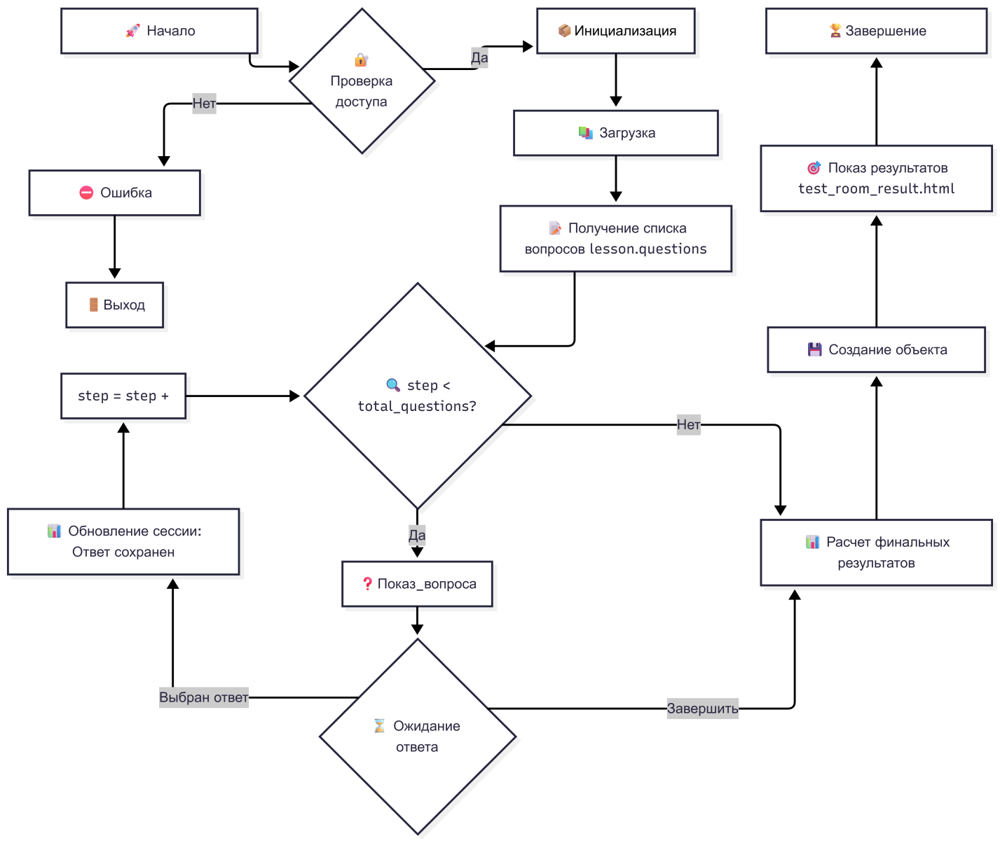 🚀 Начало
🔐
Проверка
доступа
Да
📦Инициализация
🏆Завершение
Нет
📚 Загрузка
🎯 Показ результатов
test_room_result.html
⛔ Ошибка
📝 Получение списка
вопросов lesson.questions
🚪Выход
💾 Создание объекта
step = step +
🔍 step <
total_questions?
Нет
📊 Обновление сессии:
Ответ сохранен
Да
📊 Расчет финальных
результатов
❓Показ_вопроса
Выбран ответ
Завершить
⏳ Ожидание
ответа